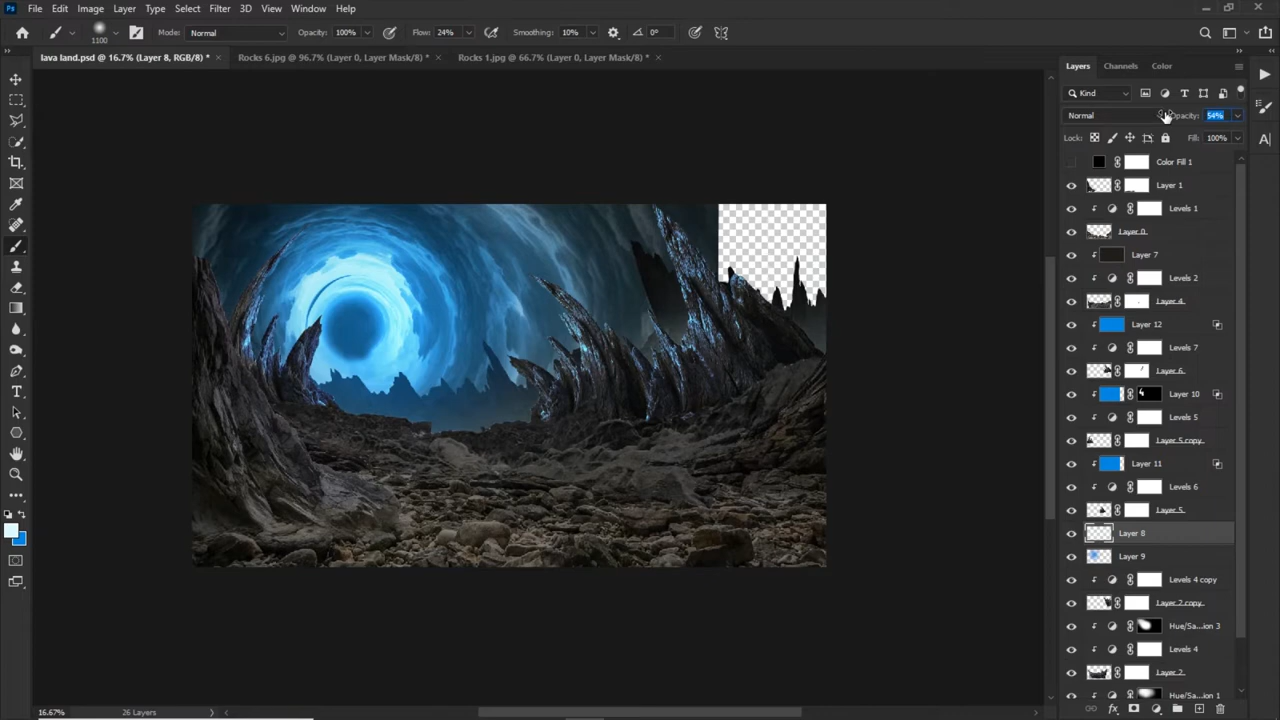 Ps File Edit Image Layer Type Select Filter 3D View Window Help
1100 Mode: Normal Opacity: 100% Flow: 24% Smoothing: 10% 0°
lava land.psd @ 16.7% (Layer 8, RGB/8) * × Rocks 6.jpg @ 96.7% (Layer 0, Layer Mask/8) * × Rocks 1.jpg @ 66.7% (Layer 0, Layer Mask/8) * ×
Layers Channels Color
Kind
Normal Opacity: 54%
Lock: Fill: 100%
Color Fill 1
Layer 1
Levels 1
Layer 0
Layer 7
Levels 2
Layer 4
Layer 12
Levels 7
Layer 6
Layer 10
Levels 5
Layer 5 copy
Layer 11
Levels 6
Layer 5
Layer 8
Layer 9
Levels 4 copy
Layer 2 copy
Hue/Sa...ion 3
Levels 4
Layer 2
Hue/Sa...ion 1
16.67% 26 Layers